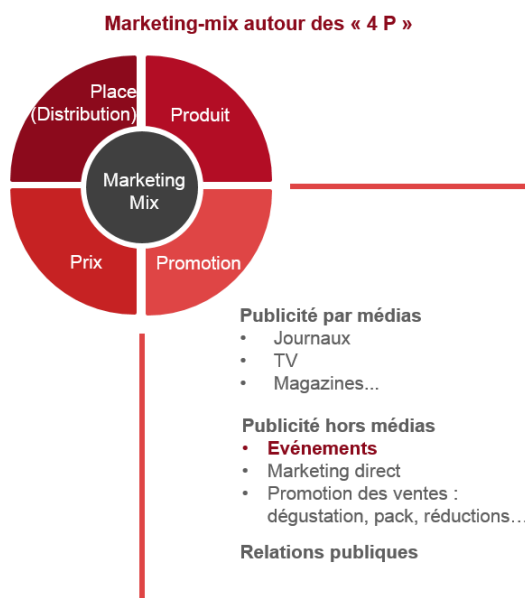 Marketing-mix autour des « 4 P »
Place
(Distribution)
Produit
Marketing
Mix
Prix
Promotion
Publicité par médias
• Journaux
• TV
• Magazines...
Publicité hors médias
• Evénements
• Marketing direct
• Promotion des ventes :
dégustation, pack, réductions…
Relations publiques